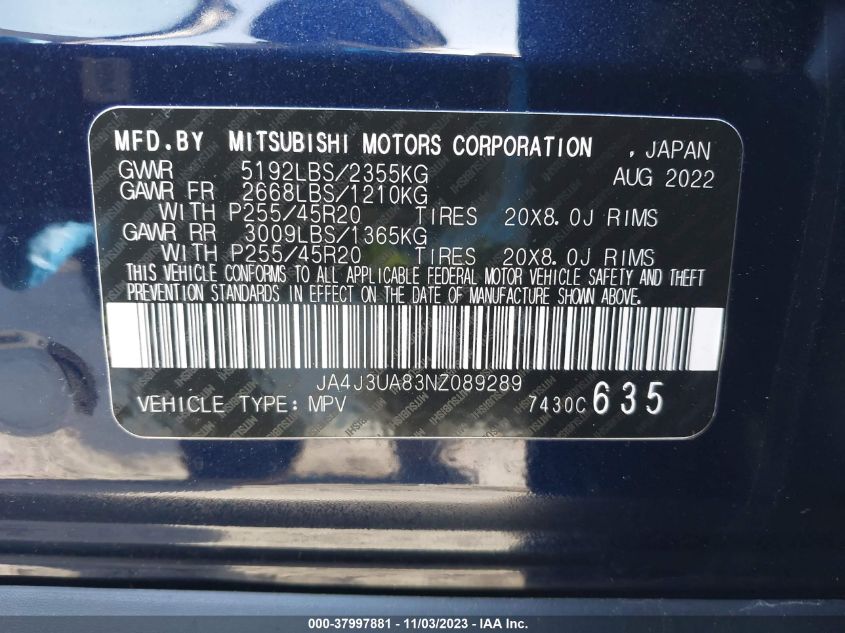 MFD.BY MITSUBISHI MOTORS CORPORATION , JAPAN
GVWR 5192LBS/2355KG AUG 2022
GAWR FR 2668LBS/1210KG
WITH P255/45R20 TIRES 20X8.0J RIMS
GAWR RR 3009LBS/1365KG
WITH P255/45R20 TIRES 20X8.0J RIMS
THIS VEHICLE CONFORMS TO ALL APPLICABLE FEDERAL MOTOR VEHICLE SAFETY AND THEFT
PREVENTION STANDARDS IN EFFECT ON THE DATE OF MANUFACTURE SHOWN ABOVE.
JA4J3UA83NZ089289
VEHICLE TYPE: MPV 7430C 635
000-37997881 - 11/03/2023 - IAA Inc.